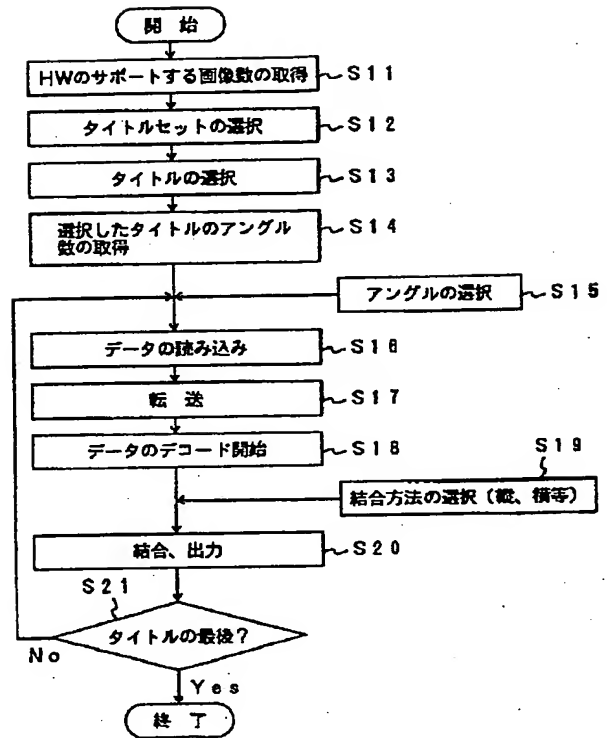 開 始
HWのサポートする画像数の取得
S11
タイトルセットの選択
S12
タイトルの選択
S13
選択したタイトルのアングル
数の取得
S14
アングルの選択
S15
データの読み込み
S16
転 送
S17
データのデコード開始
S18
S19
結合方法の選択（縦、横等）
結合、出力
S20
S21
タイトルの最後?
No
Yes
終 了